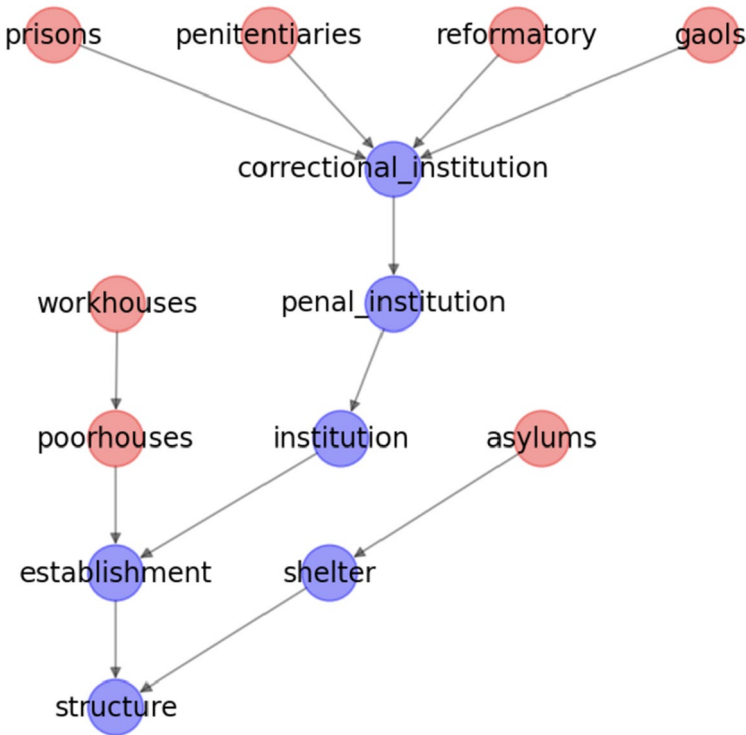 prisons penitentiaries reformatory gaols
correctional_institution
workhouses penal_institution
poorhouses institution asylums
establishment shelter
structure